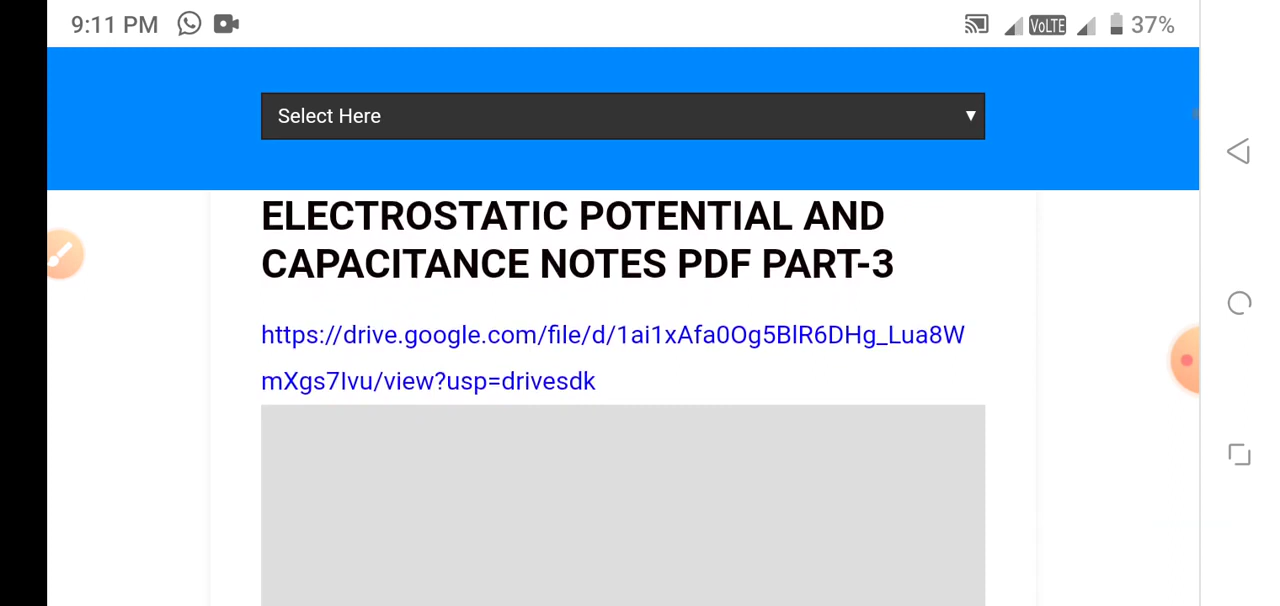 9:11 PM VoLTE 37%
Select Here ▼
ELECTROSTATIC POTENTIAL AND
CAPACITANCE NOTES PDF PART-3
https://drive.google.com/file/d/1ai1xAfa0Og5BlR6DHg_Lua8W
mXgs7Ivu/view?usp=drivesdk